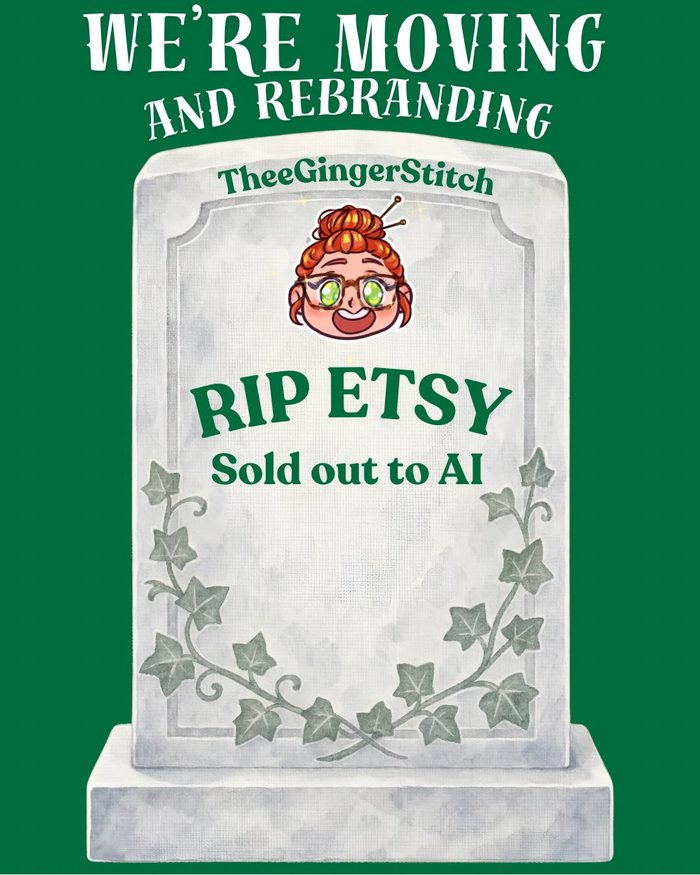 WE'RE MOVING
AND REBRANDING
TheeGingerStitch
RIP ETSY
Sold out to AI